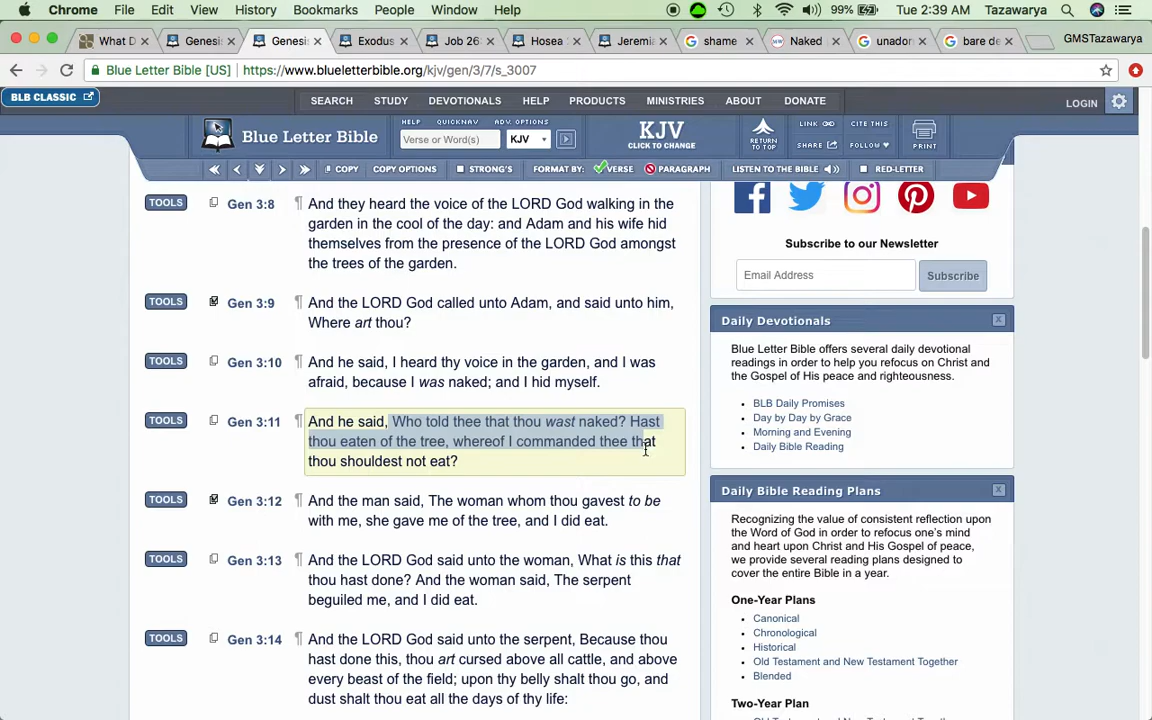 Chrome File Edit View History Bookmarks People Window Help 99% Tue 2:39 AM Tazawarya
What D Genesis Genesis Exodus Job 26: Hosea Jeremia shame Naked unador bare de GMSTazawarya
Blue Letter Bible [US] https://www.blueletterbible.org/kjv/gen/3/7/s_3007
BLB CLASSIC SEARCH STUDY DEVOTIONALS HELP PRODUCTS MINISTRIES ABOUT DONATE LOGIN
HELP QUICKNAV ADV. OPTIONS
Blue Letter Bible Verse or Word(s) KJV
KJV
CLICK TO CHANGE
RETURN
TO TOP
LINK CITE THIS
SHARE FOLLOW PRINT
COPY COPY OPTIONS STRONG'S FORMAT BY: VERSE PARAGRAPH LISTEN TO THE BIBLE RED-LETTER
TOOLS Gen 3:8 ¶ And they heard the voice of the LORD God walking in the
garden in the cool of the day: and Adam and his wife hid
themselves from the presence of the LORD God amongst
the trees of the garden.
TOOLS Gen 3:9 ¶ And the LORD God called unto Adam, and said unto him,
Where art thou?
TOOLS Gen 3:10 ¶ And he said, I heard thy voice in the garden, and I was
afraid, because I was naked; and I hid myself.
TOOLS Gen 3:11 ¶ And he said, Who told thee that thou wast naked? Hast
thou eaten of the tree, whereof I commanded thee that
thou shouldest not eat?
TOOLS Gen 3:12 ¶ And the man said, The woman whom thou gavest to be
with me, she gave me of the tree, and I did eat.
TOOLS Gen 3:13 ¶ And the LORD God said unto the woman, What is this that
thou hast done? And the woman said, The serpent
beguiled me, and I did eat.
TOOLS Gen 3:14 ¶ And the LORD God said unto the serpent, Because thou
hast done this, thou art cursed above all cattle, and above
every beast of the field; upon thy belly shalt thou go, and
dust shalt thou eat all the days of thy life:
Subscribe to our Newsletter
Email Address Subscribe
Daily Devotionals X
Blue Letter Bible offers several daily devotional
readings in order to help you refocus on Christ and
the Gospel of His peace and righteousness.
BLB Daily Promises
Day by Day by Grace
Morning and Evening
Daily Bible Reading
Daily Bible Reading Plans X
Recognizing the value of consistent reflection upon
the Word of God in order to refocus one's mind
and heart upon Christ and His Gospel of peace,
we provide several reading plans designed to
cover the entire Bible in a year.
One-Year Plans
Canonical
Chronological
Historical
Old Testament and New Testament Together
Blended
Two-Year Plan